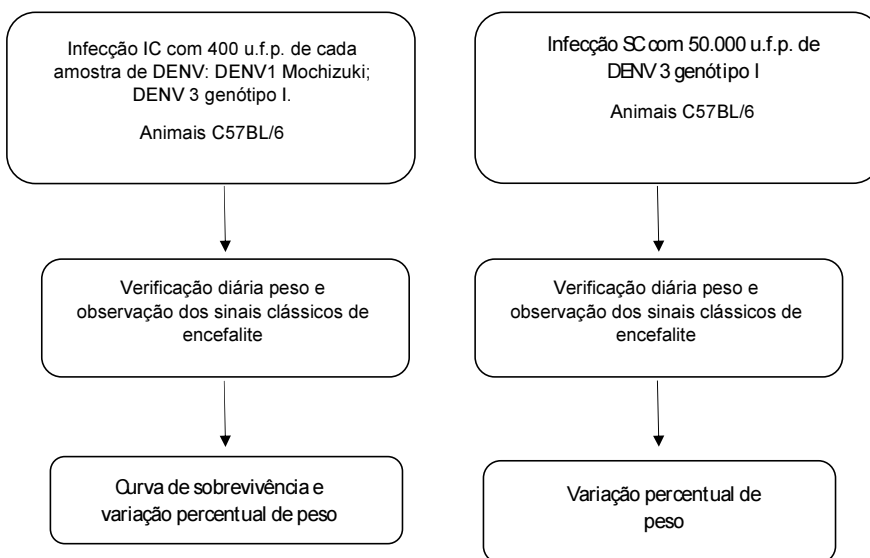 Infecção IC com 400 u.f.p. de cada
amostra de DENV: DENV1 Mochizuki;
DENV 3 genótipo I.
Animais C57BL/6
Verificação diária peso e
observação dos sinais clássicos de
encefalite
Curva de sobrevivência e
variação percentual de peso
Infecção SC com 50.000 u.f.p. de
DENV 3 genótipo I
Animais C57BL/6
Verificação diária peso e
observação dos sinais clássicos de
encefalite
Variação percentual de
peso